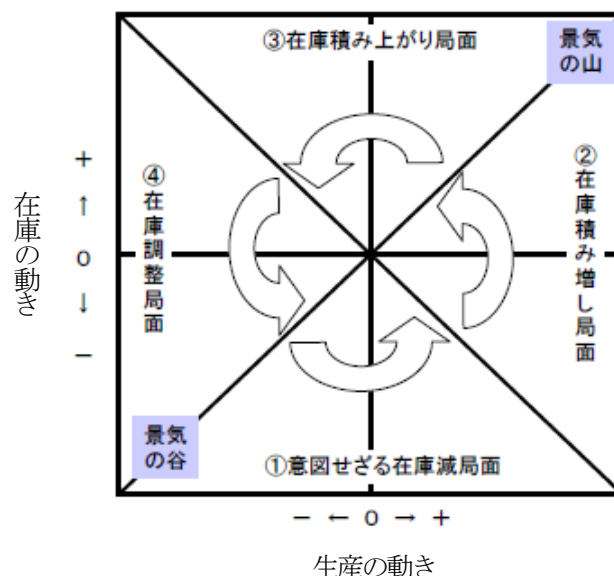 ③在庫積み上がり局面
景気
の山
+
↑
0
↓
−
在庫の動き
④在庫調整局面
②在庫積み増し局面
景気
の谷
①意図せざる在庫減局面
− ← 0 → +
生産の動き